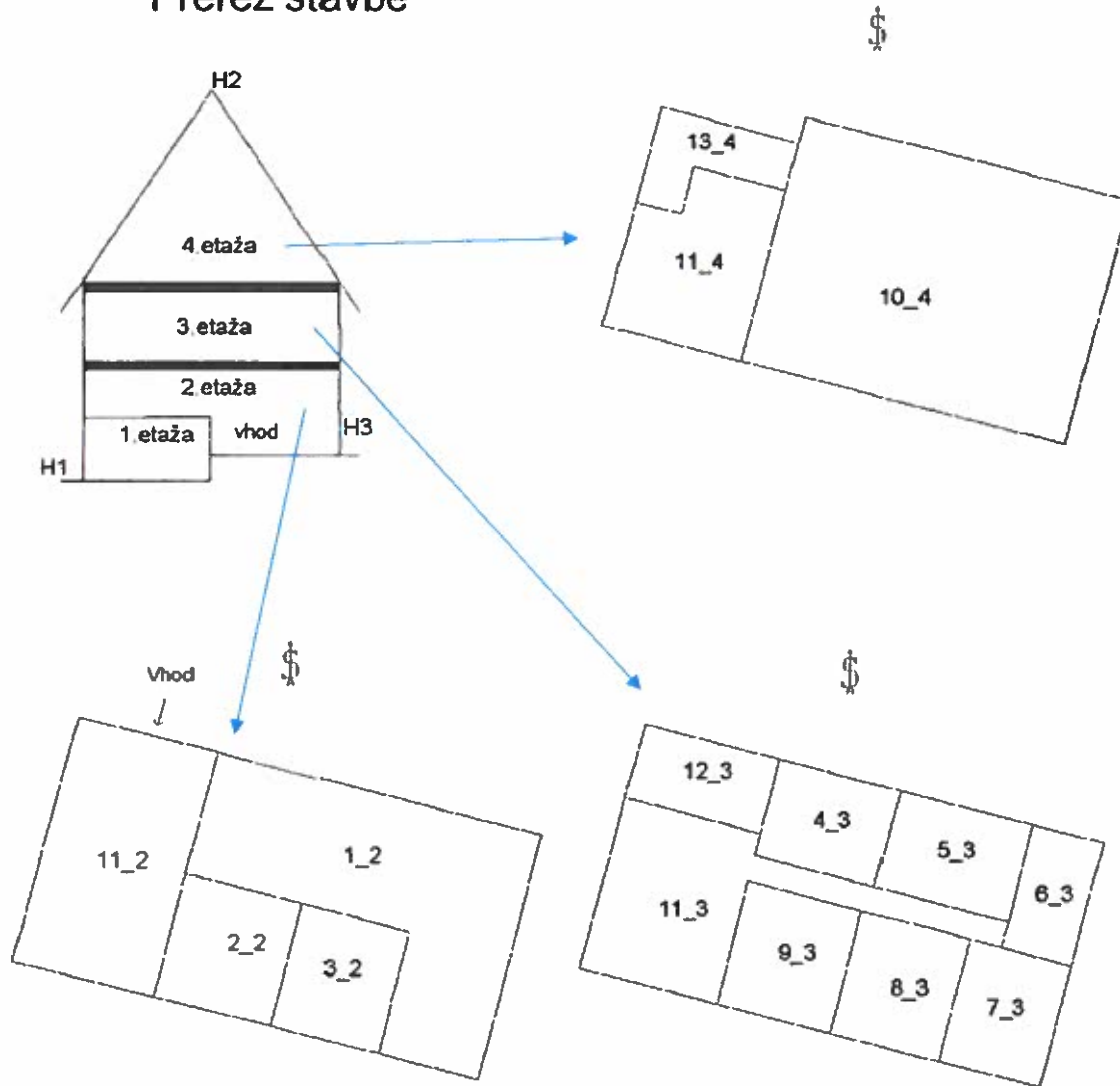 Prerez stavbe
H2
4.etaža
3.etaža
2.etaža
1.etaža
vhod
H3
H1
13_4
11_4
10_4
Vhod
11_2
1_2
2_2
3_2
12_3
4_3
5_3
6_3
11_3
9_3
8_3
7_3